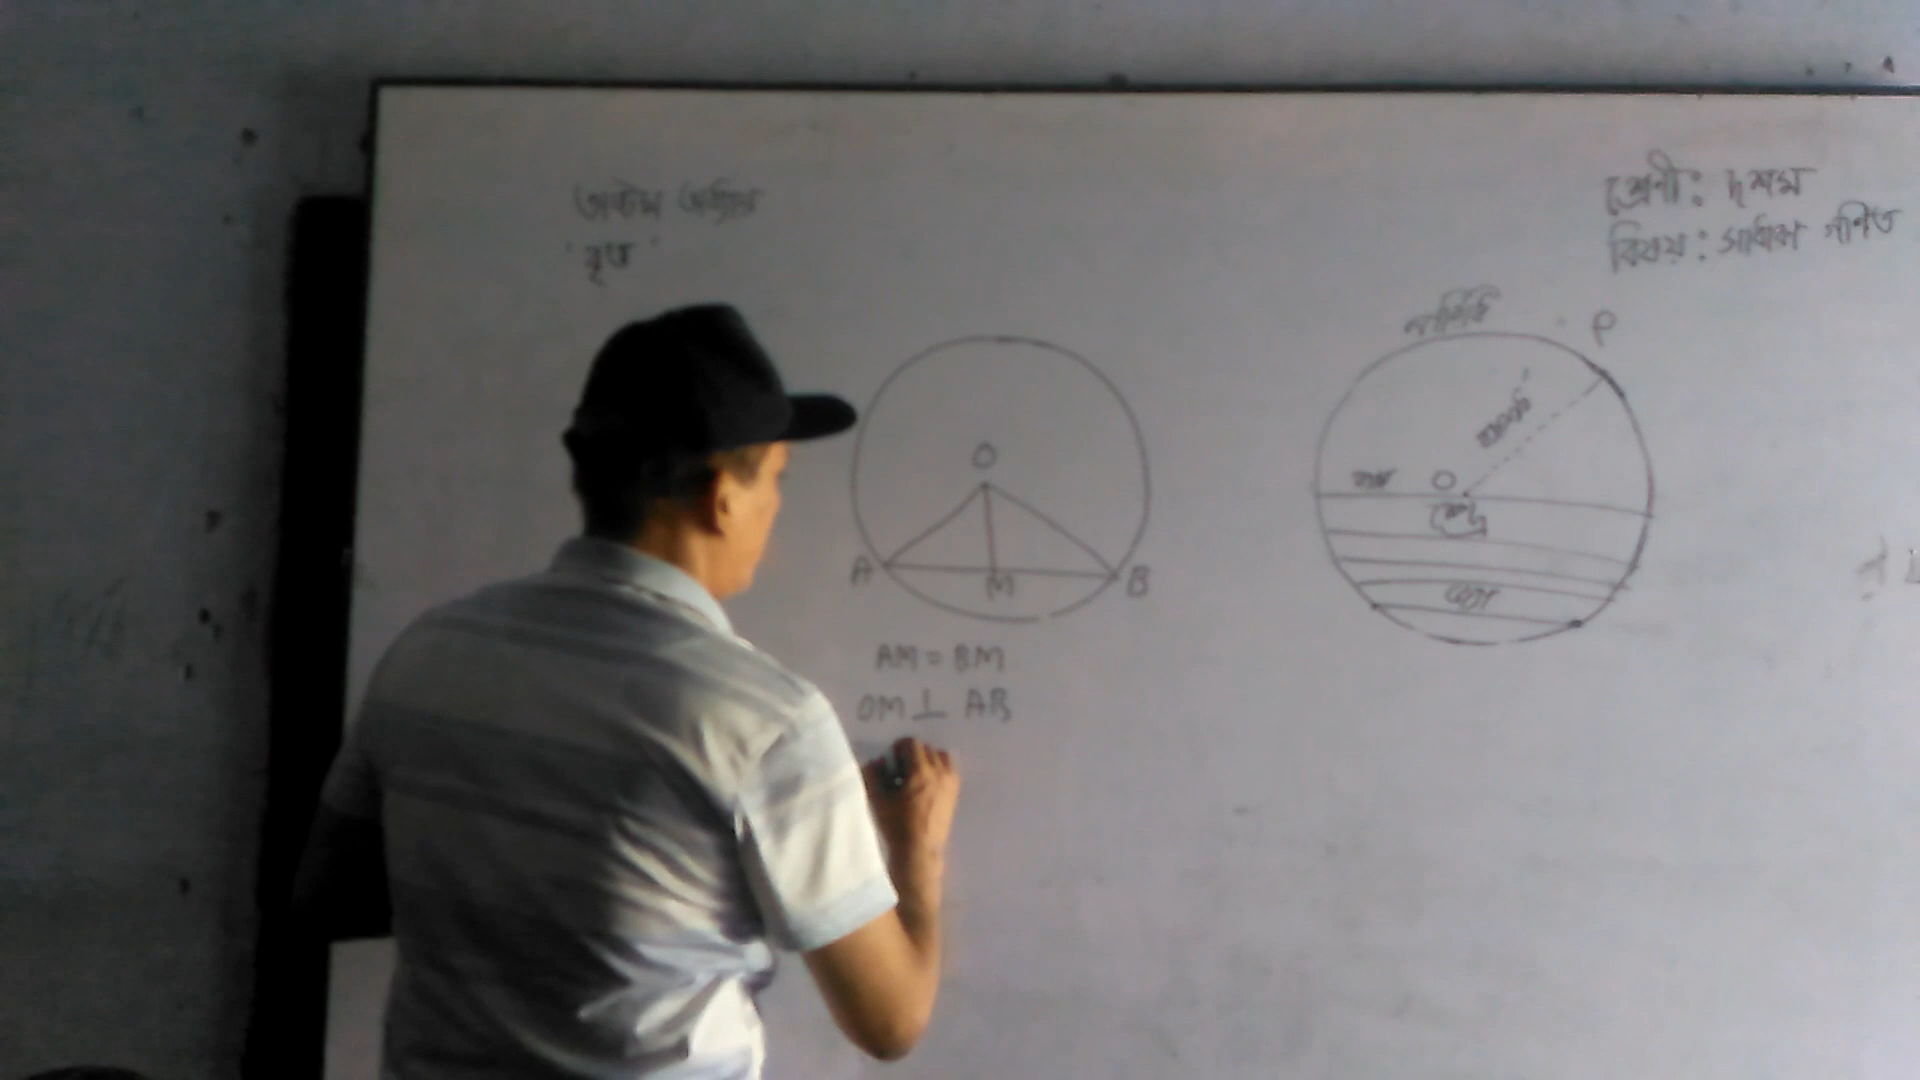 অষ্টম অধ্যায়
'বৃত্ত'
শ্রেণী: দশম
বিষয়: সাধারণ গণিত
O
A
M
B
AM = BM
OM ⊥ AB
পরিধি
P
ব্যাস
O
কেন্দ্র
জ্যা